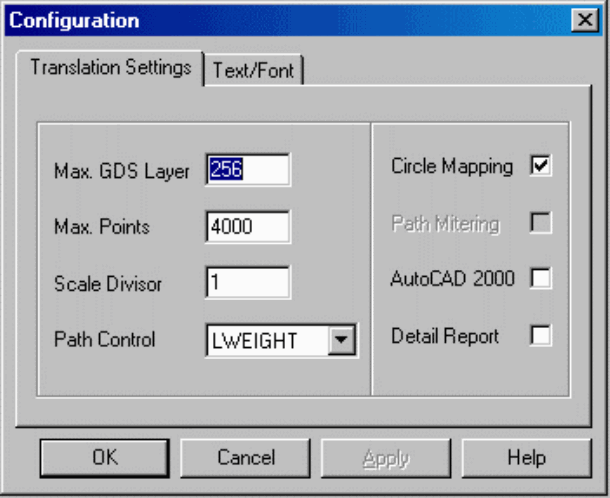 Configuration
Translation Settings
Text/Font
Max. GDS Layer 256
Circle Mapping
Max. Points 4000
Path Mitering
Scale Divisor 1
AutoCAD 2000
Path Control LWEIGHT
Detail Report
OK Cancel Apply Help